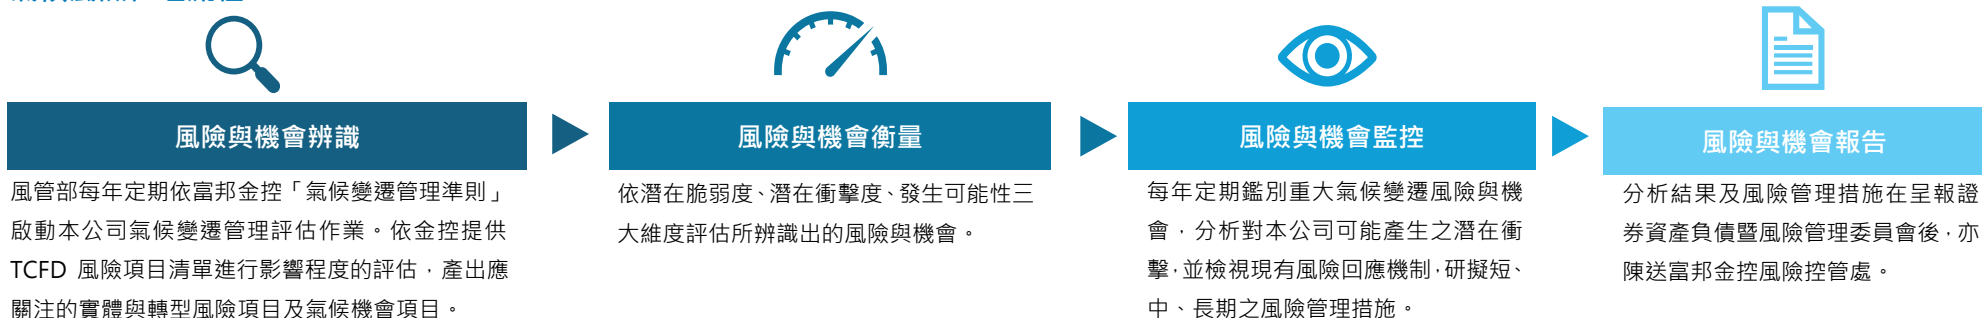 風險與機會辨識
風管部每年定期依富邦金控「氣候變遷管理準則」
啟動本公司氣候變遷管理評估作業。依金控提供
TCFD 風險項目清單進行影響程度的評估，產出應
關注的實體與轉型風險項目及氣候機會項目。
風險與機會衡量
依潛在脆弱度、潛在衝擊度、發生可能性三
大維度評估所辨識出的風險與機會。
風險與機會監控
每年定期鑑別重大氣候變遷風險與機
會，分析對本公司可能產生之潛在衝
擊，並檢視現有風險回應機制，研擬短、
中、長期之風險管理措施。
風險與機會報告
分析結果及風險管理措施在呈報證
券資產負債暨風險管理委員會後，亦
陳送富邦金控風險控管處。